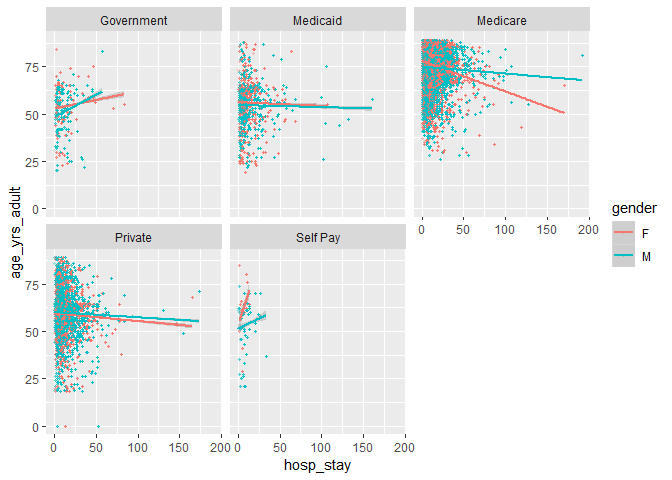 Government Medicaid Medicare
75
50
25
0
age_yrs_adult
0 50 100 150 200
Private Self Pay
75
50
25
0
0 50 100 150 200 0 50 100 150 200
hosp_stay
gender
F
M